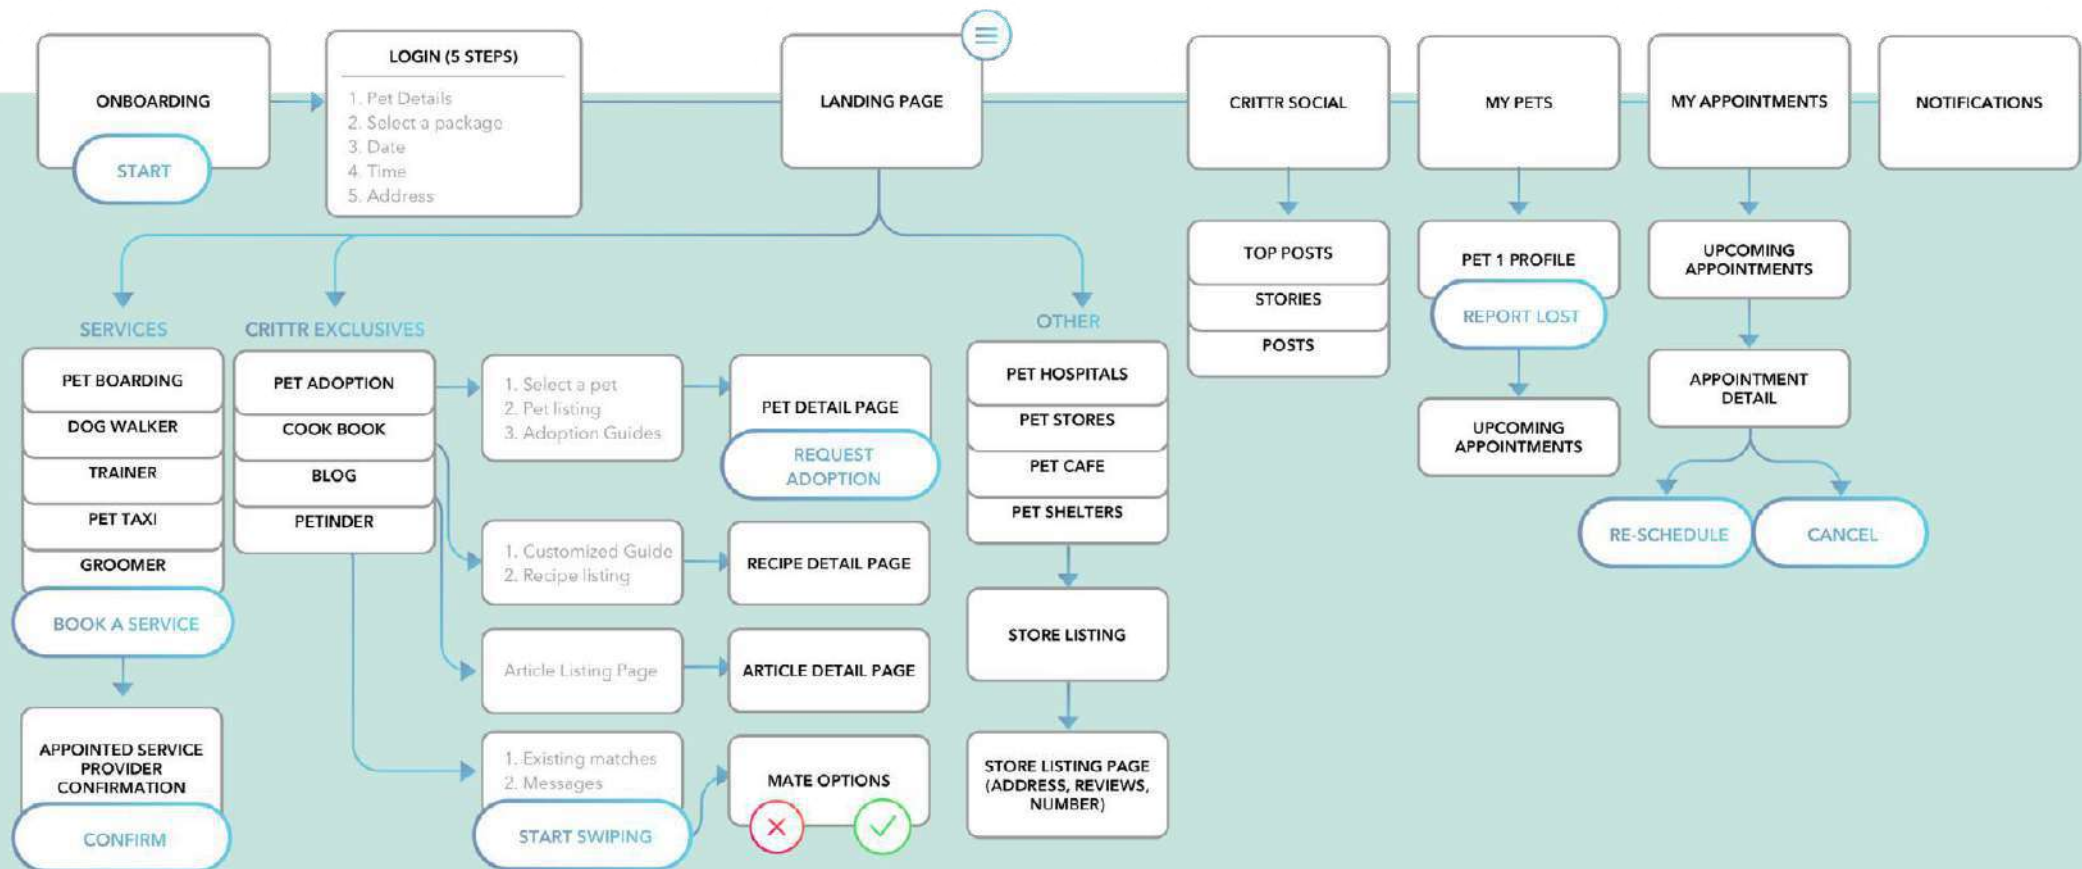 ONBOARDING
START
LOGIN (5 STEPS)
1. Pet Details
2. Select a package
3. Date
4. Time
5. Address
LANDING PAGE
CRITTR SOCIAL
MY PETS
MY APPOINTMENTS
NOTIFICATIONS
SERVICES
PET BOARDING
DOG WALKER
TRAINER
PET TAXI
GROOMER
BOOK A SERVICE
APPOINTED SERVICE
PROVIDER
CONFIRMATION
CONFIRM
CRITTR EXCLUSIVES
PET ADOPTION
COOK BOOK
BLOG
PETINDER
1. Select a pet
2. Pet listing
3. Adoption Guides
PET DETAIL PAGE
REQUEST
ADOPTION
1. Customized Guide
2. Recipe listing
RECIPE DETAIL PAGE
Article Listing Page
ARTICLE DETAIL PAGE
1. Existing matches
2. Messages
START SWIPING
MATE OPTIONS
OTHER
PET HOSPITALS
PET STORES
PET CAFE
PET SHELTERS
STORE LISTING
STORE LISTING PAGE
(ADDRESS, REVIEWS,
NUMBER)
TOP POSTS
STORIES
POSTS
PET 1 PROFILE
REPORT LOST
UPCOMING
APPOINTMENTS
UPCOMING
APPOINTMENTS
APPOINTMENT
DETAIL
RE-SCHEDULE
CANCEL